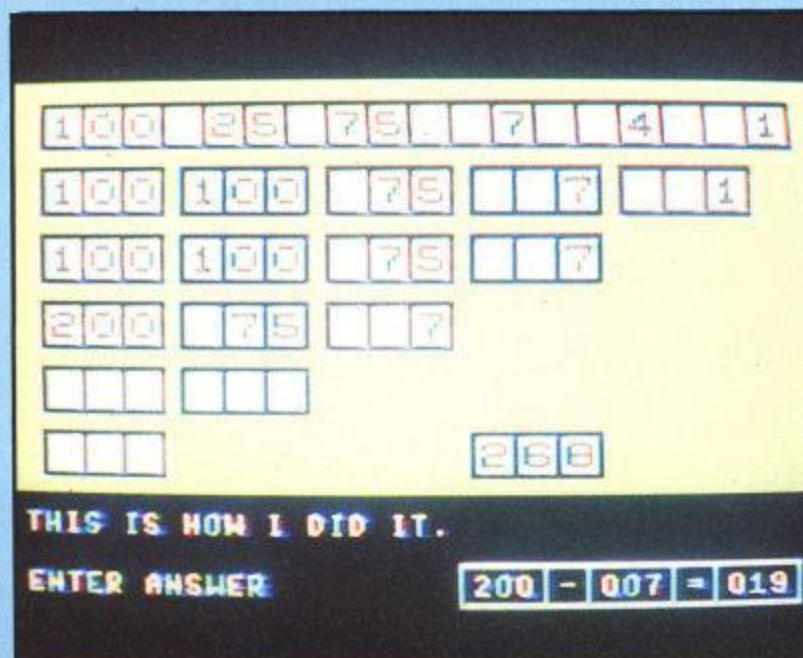 100 25 75 7 4 1
100 100 75 7 1
100 100 75 7
200 75 7
268
THIS IS HOW I DID IT.
ENTER ANSWER 200 - 007 = 019